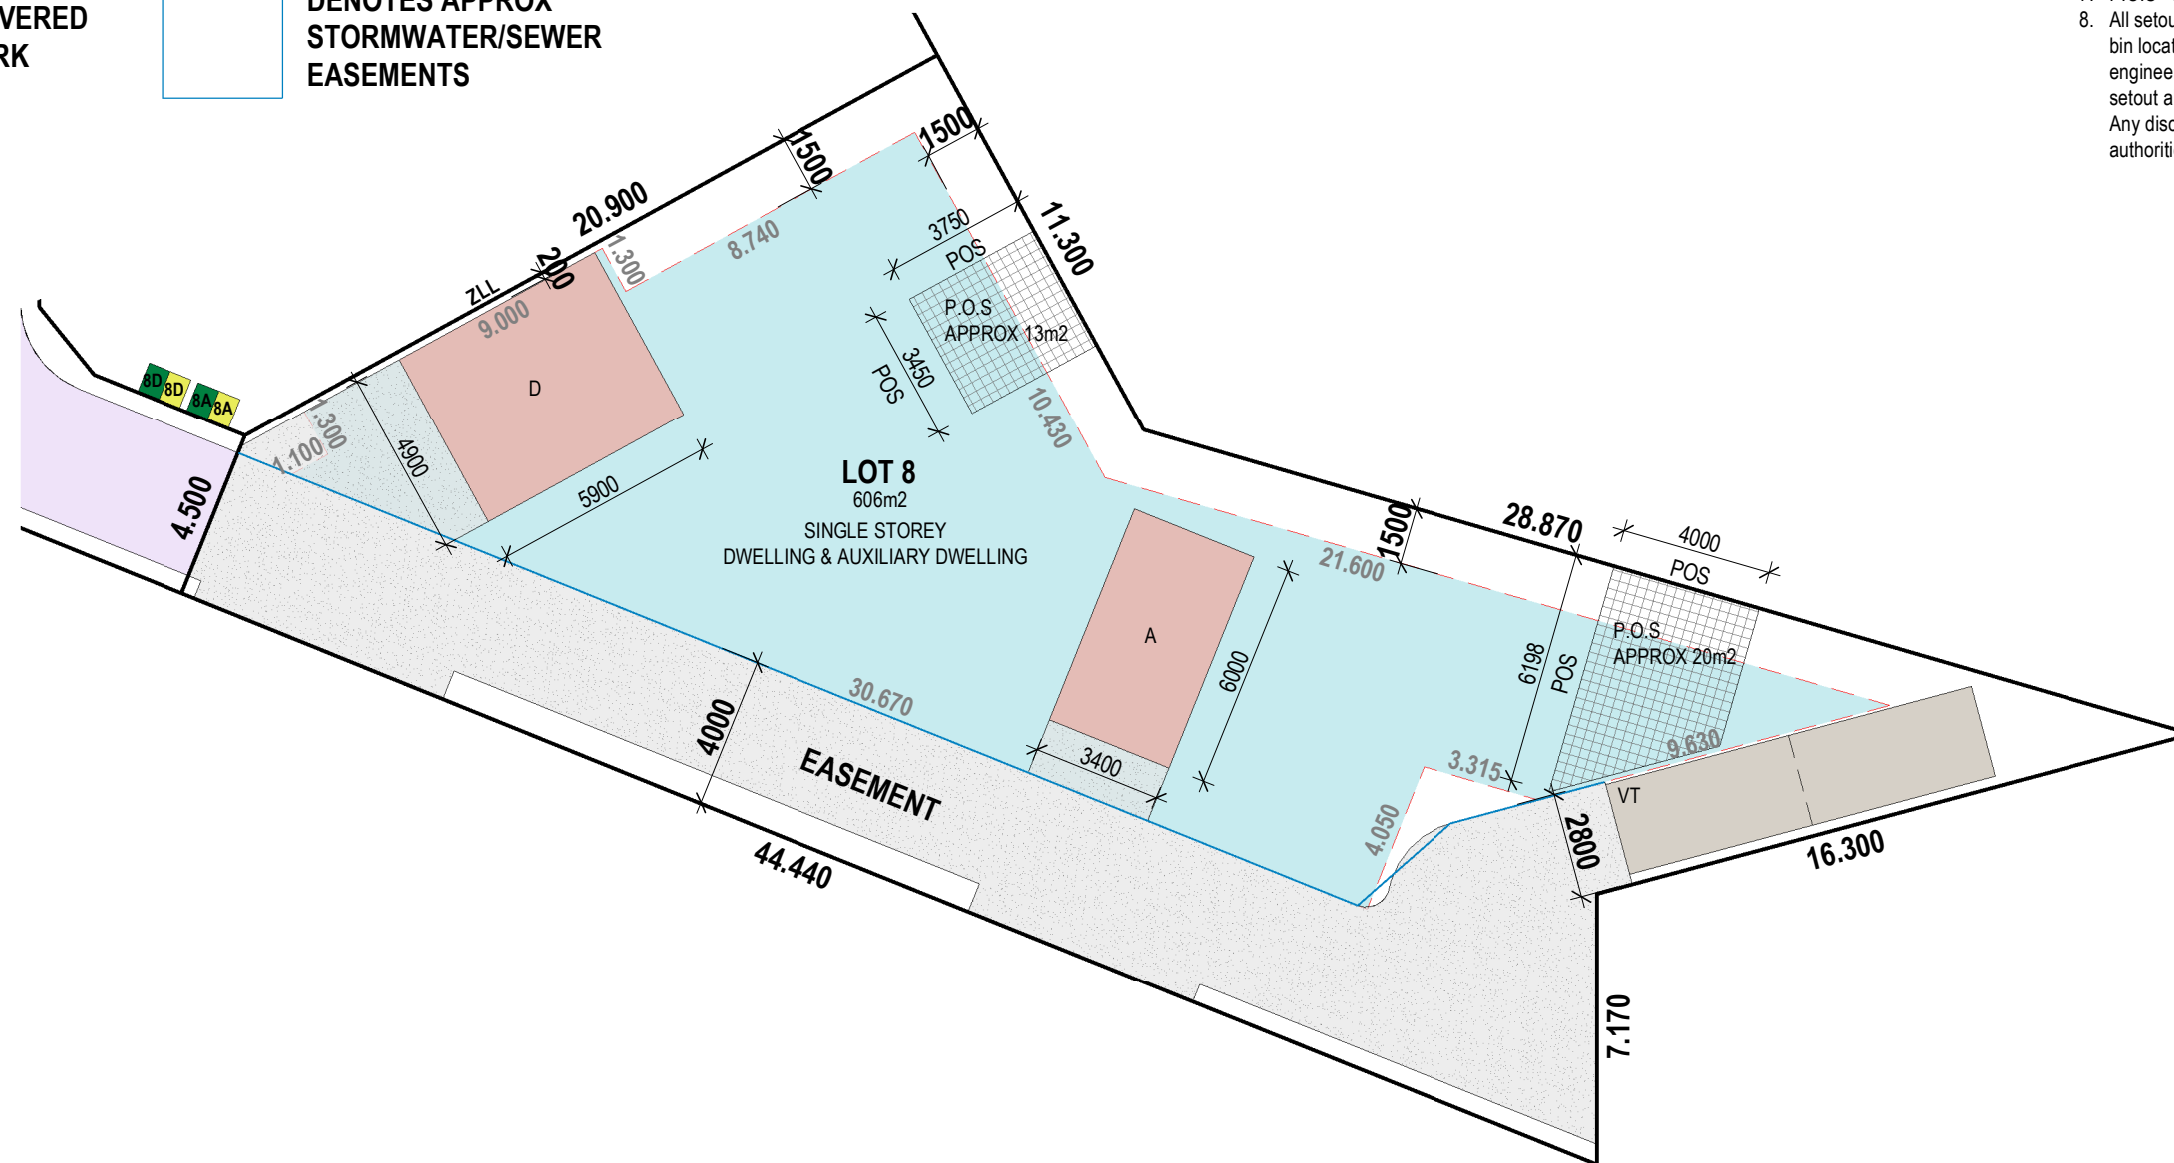 VERED
RK
DENOTES APPROX
STORMWATER/SEWER
EASEMENTS
8. All setou
bin locat
enginee
setout a
Any disc
authoriti
1500
1500
20.900
8.740
1.300
200
ZLL
9.000
3750
POS
11.300
P.O.S
APPROX 13m2
3450
POS
10.430
D
8D
8D
8A
8A
1.300
1.100
4900
5900
4.500
LOT 8
606m2
SINGLE STOREY
DWELLING & AUXILIARY DWELLING
1500
28.870
4000
POS
21.600
A
6000
3400
6198
POS
P.O.S
APPROX 20m2
30.670
4000
EASEMENT
44.440
3.315
9.630
4.050
VT
2800
16.300
7.170